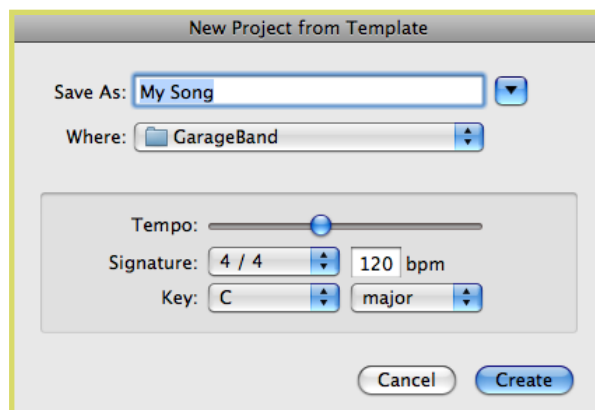 New Project from Template
Save As: My Song
Where: GarageBand
Tempo:
Signature: 4 / 4 120 bpm
Key: C major
Cancel Create